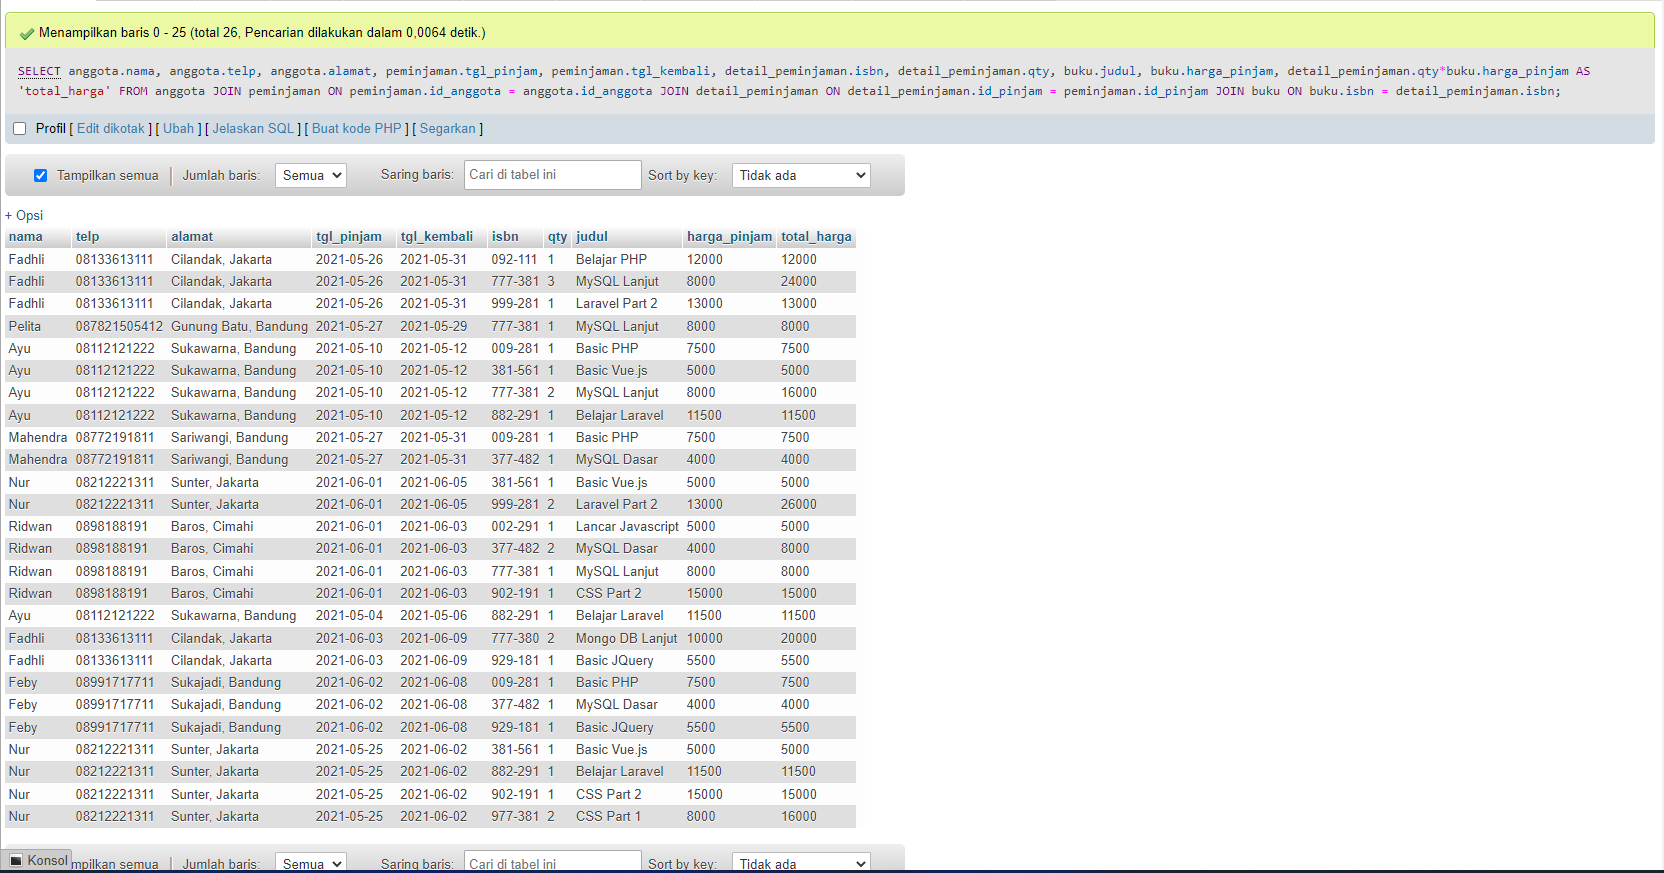 Menampilkan baris 0 - 25 (total 26, Pencarian dilakukan dalam 0,0064 detik.)
SELECT anggota.nama, anggota.telp, anggota.alamat, peminjaman.tgl_pinjam, peminjaman.tgl_kembali, detail_peminjaman.isbn, detail_peminjaman.qty, buku.judul, buku.harga_pinjam, detail_peminjaman.qty*buku.harga_pinjam AS
'total_harga' FROM anggota JOIN peminjaman ON peminjaman.id_anggota = anggota.id_anggota JOIN detail_peminjaman ON detail_peminjaman.id_pinjam = peminjaman.id_pinjam JOIN buku ON buku.isbn = detail_peminjaman.isbn;
Profil [ Edit dikotak ] [ Ubah ] [ Jelaskan SQL ] [ Buat kode PHP ] [ Segarkan ]
Tampilkan semua | Jumlah baris: Semua Saring baris: Cari di tabel ini Sort by key: Tidak ada
+ Opsi
nama telp alamat tgl_pinjam tgl_kembali isbn qty judul harga_pinjam total_harga
Fadhli 08133613111 Cilandak, Jakarta 2021-05-26 2021-05-31 092-111 1 Belajar PHP 12000 12000
Fadhli 08133613111 Cilandak, Jakarta 2021-05-26 2021-05-31 777-381 3 MySQL Lanjut 8000 24000
Fadhli 08133613111 Cilandak, Jakarta 2021-05-26 2021-05-31 999-281 1 Laravel Part 2 13000 13000
Pelita 087821505412 Gunung Batu, Bandung 2021-05-27 2021-05-29 777-381 1 MySQL Lanjut 8000 8000
Ayu 08112121222 Sukawarna, Bandung 2021-05-10 2021-05-12 009-281 1 Basic PHP 7500 7500
Ayu 08112121222 Sukawarna, Bandung 2021-05-10 2021-05-12 381-561 1 Basic Vue.js 5000 5000
Ayu 08112121222 Sukawarna, Bandung 2021-05-10 2021-05-12 777-381 2 MySQL Lanjut 8000 16000
Ayu 08112121222 Sukawarna, Bandung 2021-05-10 2021-05-12 882-291 1 Belajar Laravel 11500 11500
Mahendra 08772191811 Sariwangi, Bandung 2021-05-27 2021-05-31 009-281 1 Basic PHP 7500 7500
Mahendra 08772191811 Sariwangi, Bandung 2021-05-27 2021-05-31 377-482 1 MySQL Dasar 4000 4000
Nur 08212221311 Sunter, Jakarta 2021-06-01 2021-06-05 381-561 1 Basic Vue.js 5000 5000
Nur 08212221311 Sunter, Jakarta 2021-06-01 2021-06-05 999-281 2 Laravel Part 2 13000 26000
Ridwan 0898188191 Baros, Cimahi 2021-06-01 2021-06-03 002-291 1 Lancar Javascript 5000 5000
Ridwan 0898188191 Baros, Cimahi 2021-06-01 2021-06-03 377-482 2 MySQL Dasar 4000 8000
Ridwan 0898188191 Baros, Cimahi 2021-06-01 2021-06-03 777-381 1 MySQL Lanjut 8000 8000
Ridwan 0898188191 Baros, Cimahi 2021-06-01 2021-06-03 902-191 1 CSS Part 2 15000 15000
Ayu 08112121222 Sukawarna, Bandung 2021-05-04 2021-05-06 882-291 1 Belajar Laravel 11500 11500
Fadhli 08133613111 Cilandak, Jakarta 2021-06-03 2021-06-09 777-380 2 Mongo DB Lanjut 10000 20000
Fadhli 08133613111 Cilandak, Jakarta 2021-06-03 2021-06-09 929-181 1 Basic JQuery 5500 5500
Feby 08991717711 Sukajadi, Bandung 2021-06-02 2021-06-08 009-281 1 Basic PHP 7500 7500
Feby 08991717711 Sukajadi, Bandung 2021-06-02 2021-06-08 377-482 1 MySQL Dasar 4000 4000
Feby 08991717711 Sukajadi, Bandung 2021-06-02 2021-06-08 929-181 1 Basic JQuery 5500 5500
Nur 08212221311 Sunter, Jakarta 2021-05-25 2021-06-02 381-561 1 Basic Vue.js 5000 5000
Nur 08212221311 Sunter, Jakarta 2021-05-25 2021-06-02 882-291 1 Belajar Laravel 11500 11500
Nur 08212221311 Sunter, Jakarta 2021-05-25 2021-06-02 902-191 1 CSS Part 2 15000 15000
Nur 08212221311 Sunter, Jakarta 2021-05-25 2021-06-02 977-381 2 CSS Part 1 8000 16000
Konsol mpilkan semua | Jumlah baris: Semua Saring baris: Cari di tabel ini Sort by key: Tidak ada